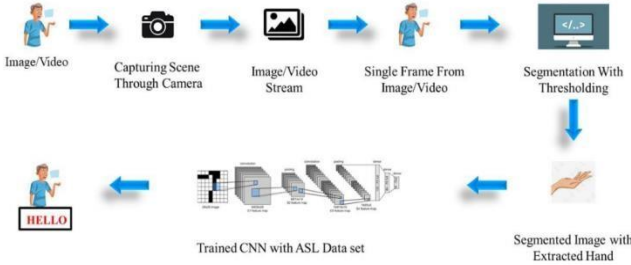 </..>
Image/Video
Capturing Scene
Through Camera
Image/Video
Stream
Single Frame From
Image/Video
Segmentation With
Thresholding
HELLO
Trained CNN with ASL Data set
Segmented Image with
Extracted Hand